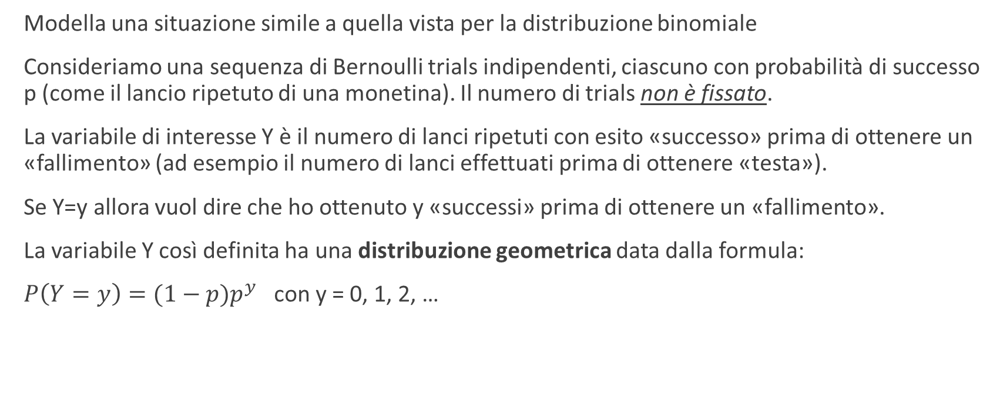 Modella una situazione simile a quella vista per la distribuzione binomiale
Consideriamo una sequenza di Bernoulli trials indipendenti, ciascuno con probabilità di successo
p (come il lancio ripetuto di una monetina). Il numero di trials non è fissato.
La variabile di interesse Y è il numero di lanci ripetuti con esito «successo» prima di ottenere un
«fallimento» (ad esempio il numero di lanci effettuati prima di ottenere «testa»).
Se Y=y allora vuol dire che ho ottenuto y «successi» prima di ottenere un «fallimento».
La variabile Y così definita ha una distribuzione geometrica data dalla formula:
P(Y = y) = (1 − p)p^y con y = 0, 1, 2, …